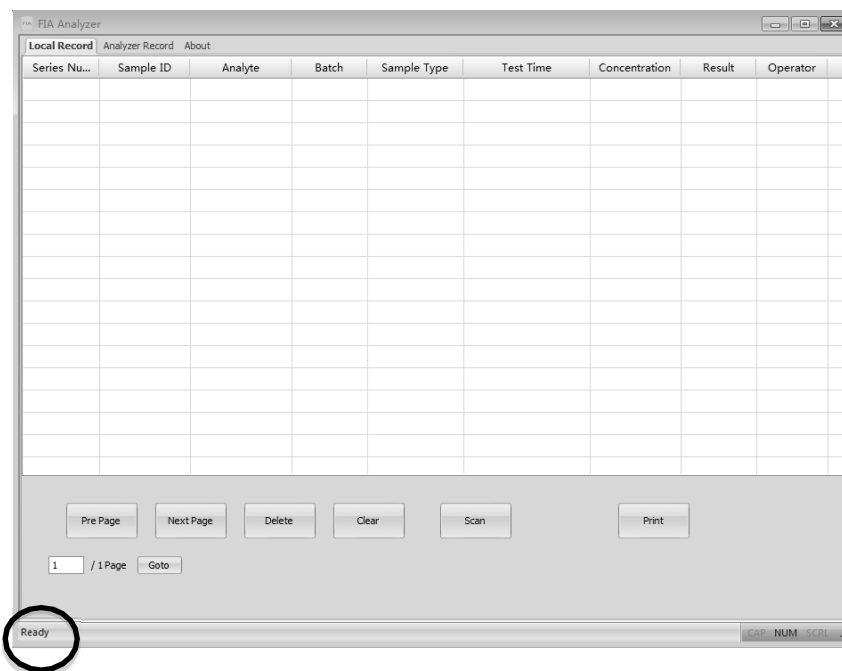 FIA Analyzer
Local Record Analyzer Record About
Series Nu... Sample ID Analyte Batch Sample Type Test Time Concentration Result Operator
Pre Page Next Page Delete Clear Scan Print
1 / 1 Page Goto
Ready CAP NUM SCRL